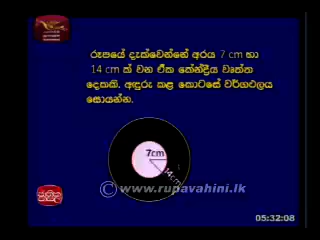 රූපයේ දැක්වෙන්නේ අරය 7 cm හා
14 cm ක් වන ඒක කේන්ද්‍රීය වෘත්ත
දෙකකි. අඳුරු කළ කොටසේ වර්ගඵලය
සොයන්න.
7cm
14cm
©www.rupavahini.lk
05:32:08